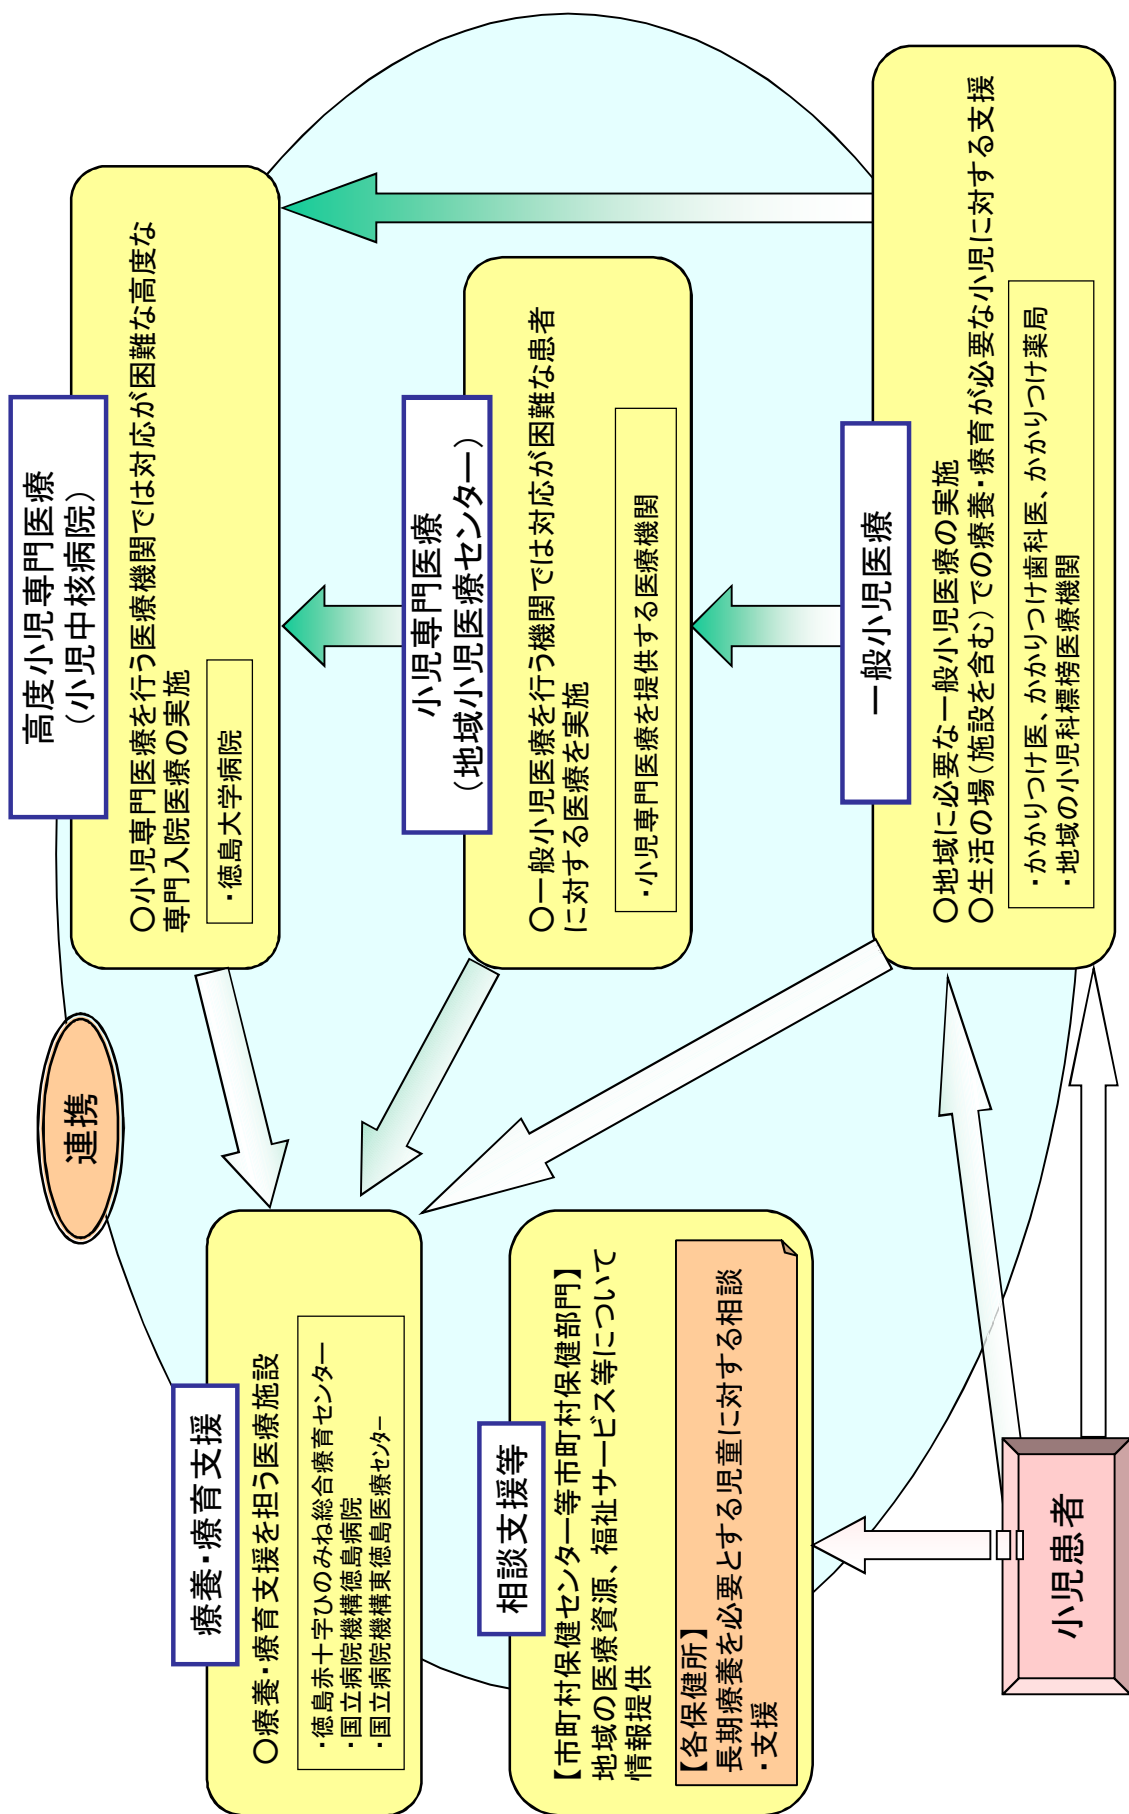 高度小児専門医療
（小児中核病院）
○小児専門医療を行う医療機関では対応が困難な高度な
専門入院医療の実施
・徳島大学病院
小児専門医療
（地域小児医療センター）
○一般小児医療を行う機関では対応が困難な患者
に対する医療を実施
・小児専門医療を提供する医療機関
一般小児医療
○地域に必要な一般小児医療の実施
○生活の場（施設を含む）での療養・療育が必要な小児に対する支援
・かかりつけ医、かかりつけ歯科医、かかりつけ薬局
・地域の小児科標榜医療機関
連携
療養・療育支援
○療養・療育支援を担う医療施設
・徳島赤十字ひのみね総合療育センター
・国立病院機構徳島病院
・国立病院機構東徳島医療センター
相談支援等
【市町村保健センター等市町村保健部門】
地域の医療資源、福祉サービス等について
情報提供
【各保健所】
長期療養を必要とする児童に対する相談
・支援
小児患者